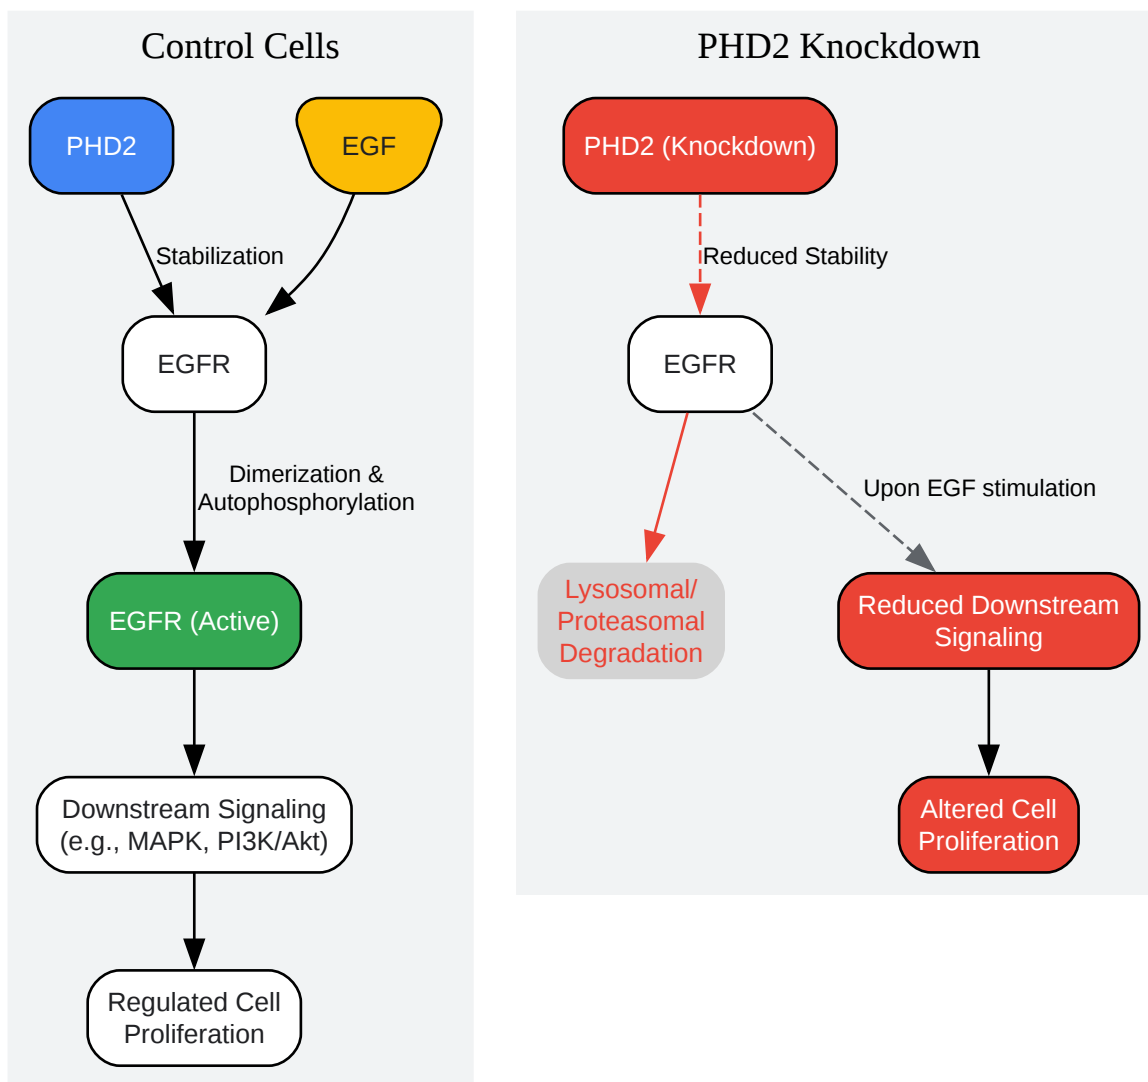 Control Cells
PHD2
EGF
Stabilization
EGFR
Dimerization &
Autophosphorylation
EGFR (Active)
Downstream Signaling
(e.g., MAPK, PI3K/Akt)
Regulated Cell
Proliferation
PHD2 Knockdown
PHD2 (Knockdown)
Reduced Stability
EGFR
Upon EGF stimulation
Lysosomal/
Proteasomal
Degradation
Reduced Downstream
Signaling
Altered Cell
Proliferation